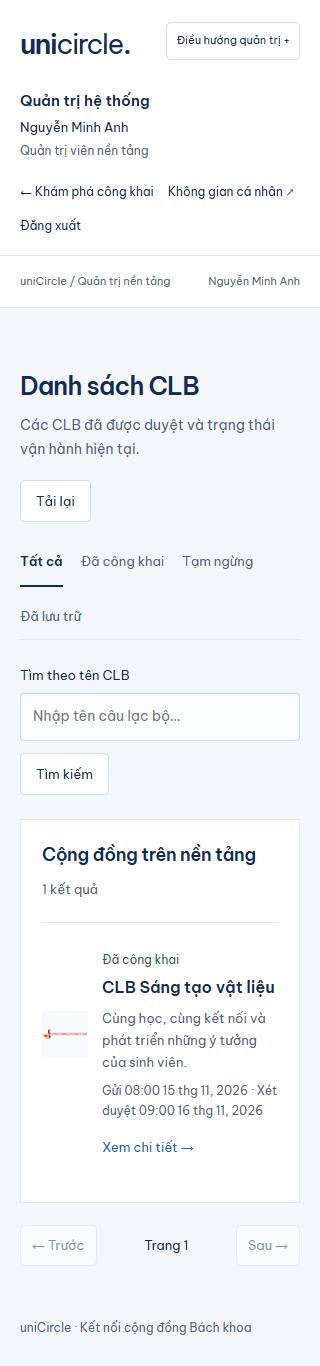 unicircle.
Điều hướng quản trị +
Quản trị hệ thống
Nguyễn Minh Anh
Quản trị viên nền tảng
← Khám phá công khai Không gian cá nhân ↗
Đăng xuất
uniCircle / Quản trị nền tảng Nguyễn Minh Anh
Danh sách CLB
Các CLB đã được duyệt và trạng thái
vận hành hiện tại.
Tải lại
Tất cả Đã công khai Tạm ngừng
Đã lưu trữ
Tìm theo tên CLB
Nhập tên câu lạc bộ...
Tìm kiếm
Cộng đồng trên nền tảng
1 kết quả
Đã công khai
CLB Sáng tạo vật liệu
Cùng học, cùng kết nối và
phát triển những ý tưởng
của sinh viên.
Gửi 08:00 15 thg 11, 2026 · Xét
duyệt 09:00 16 thg 11, 2026
Xem chi tiết →
← Trước Trang 1 Sau →
uniCircle · Kết nối cộng đồng Bách khoa